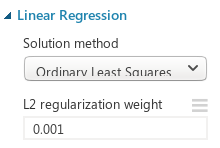 Linear Regression
Solution method
Ordinary Least Squares
L2 regularization weight
0.001